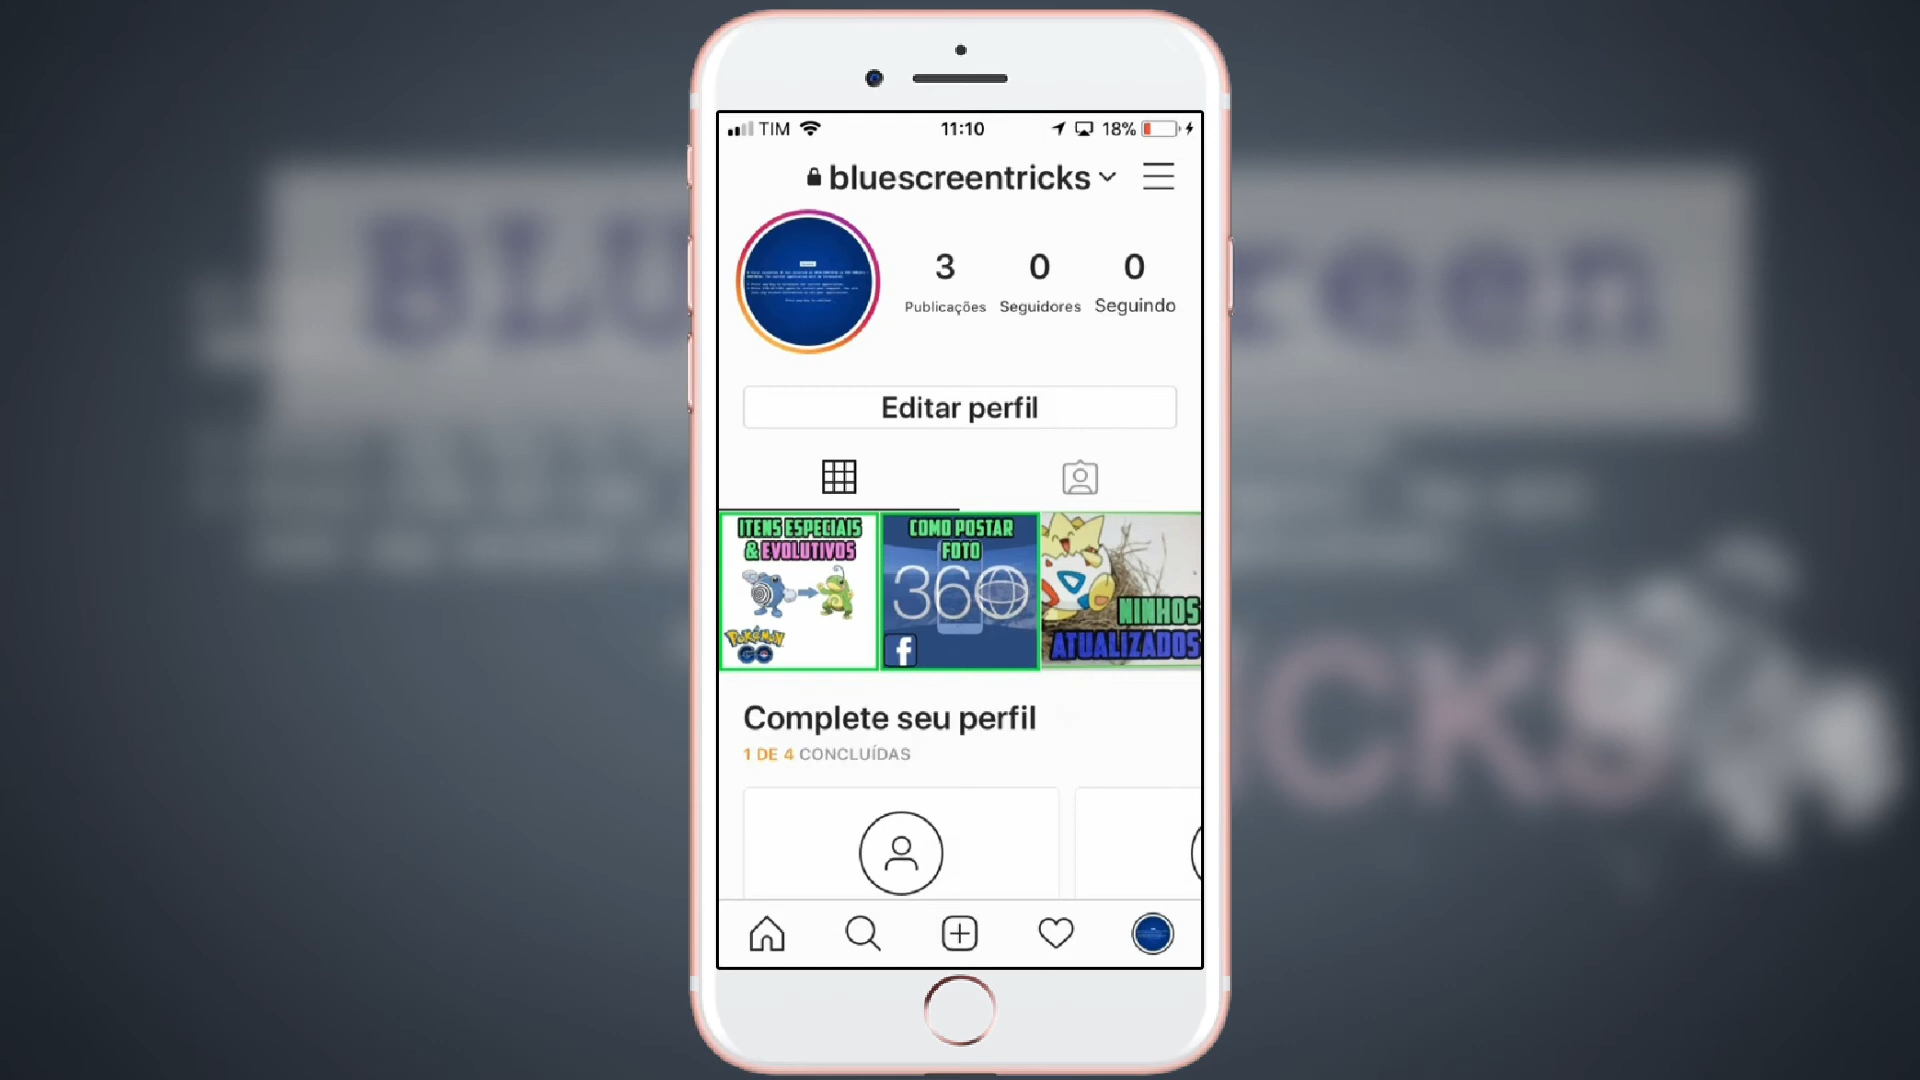 TIM 11:10 18%
bluescreentricks
3 0 0
Publicações Seguidores Seguindo
Editar perfil
ITENS ESPECIAIS
& EVOLUTIVOS
POKÉMON
GO
COMO POSTAR
FOTO
360
f
NINHOS
ATUALIZADOS
Complete seu perfil
1 DE 4 CONCLUÍDAS